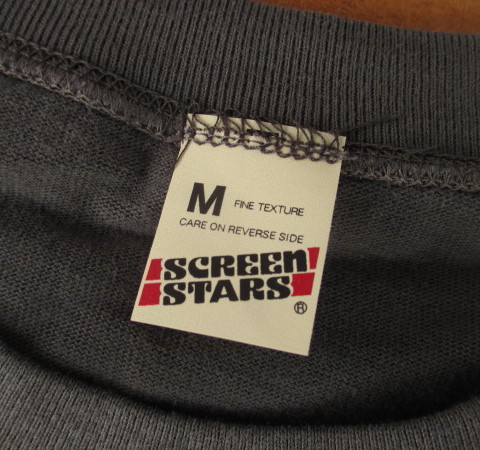 M FINE TEXTURE
CARE ON REVERSE SIDE
SCREEN
STARS
®